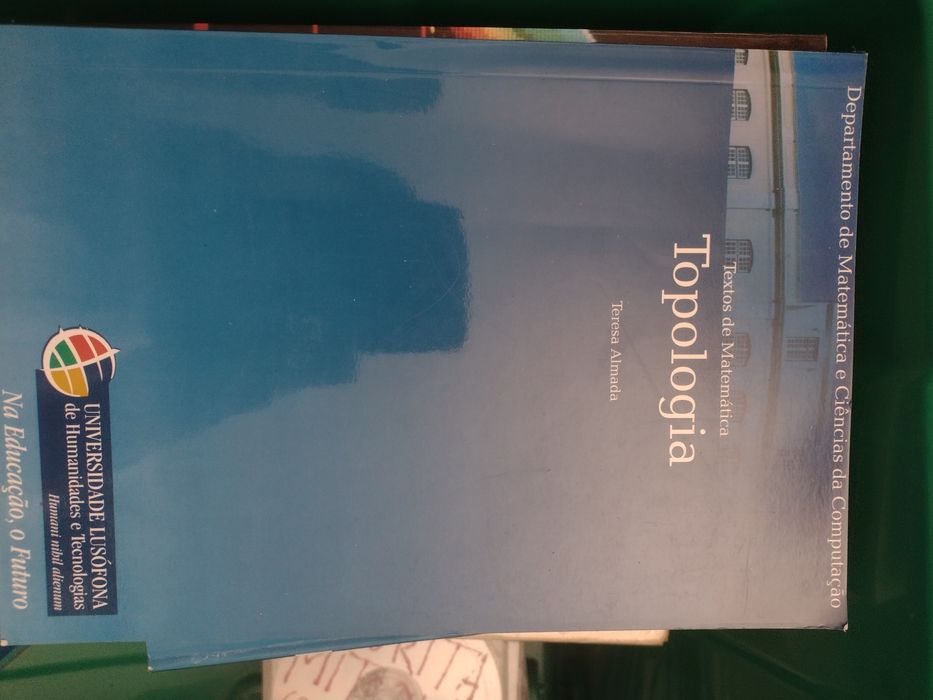 Departamento de Matemática e Ciências da Computação
Textos de Matemática
Topologia
Teresa Almada
UNIVERSIDADE LUSÓFONA
de Humanidades e Tecnologias
Humani nihil alienum
Na Educação, o Futuro